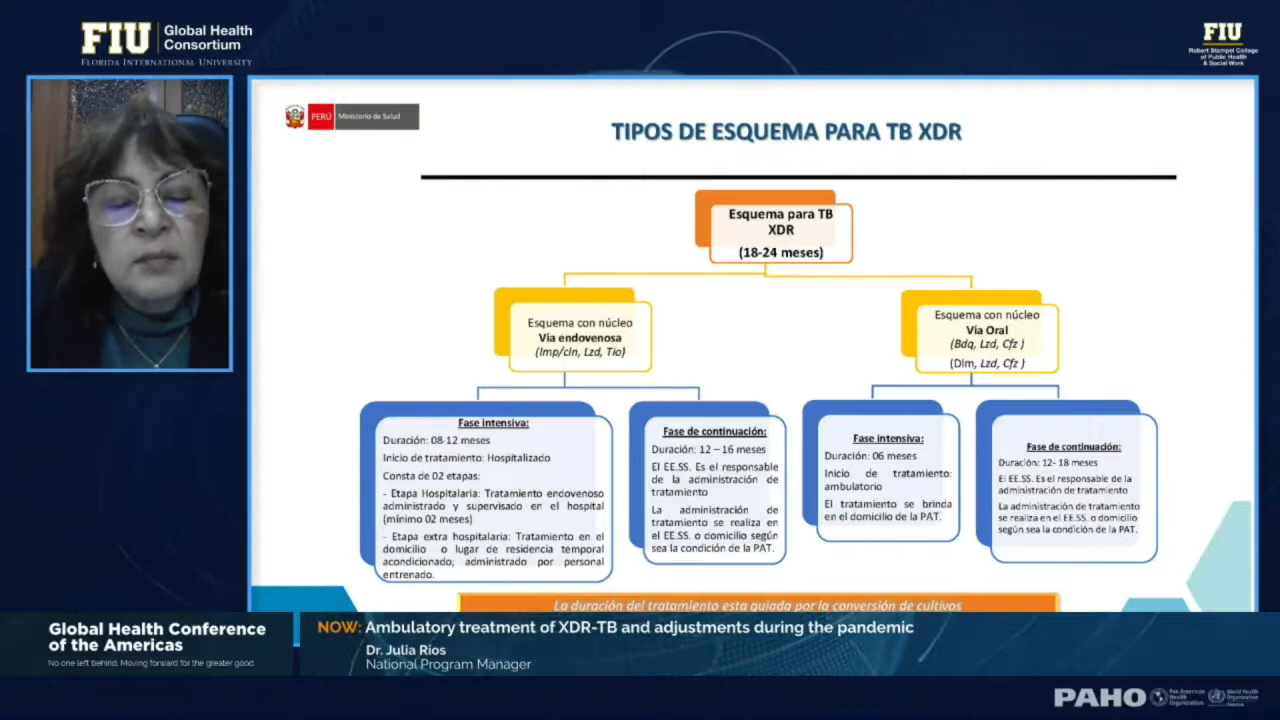 FIU
Global Health
Consortium
FLORIDA INTERNATIONAL UNIVERSITY
FIU
Robert Stempel College
of Public Health
& Social Work
PERÚ
Ministerio de Salud
TIPOS DE ESQUEMA PARA TB XDR
Esquema para TB
XDR
(18-24 meses)
Esquema con núcleo
Via endovenosa
(Imp/cln, Lzd, Tio)
Esquema con núcleo
Via Oral
(Bdq, Lzd, Cfz )
(Dlm, Lzd, Cfz )
Fase intensiva:
Duración: 08-12 meses
Inicio de tratamiento: Hospitalizado
Consta de 02 etapas:
- Etapa Hospitalaria: Tratamiento endovenoso
administrado y supervisado en el hospital
(mínimo 02 meses)
- Etapa extra hospitalaria: Tratamiento en el
domicilio o lugar de residencia temporal
acondicionado; administrado por personal
entrenado.
Fase de continuación:
Duración: 12 – 16 meses
El EE.SS. Es el responsable
de la administración de
tratamiento
La administración de
tratamiento se realiza en
el EE.SS. o domicilio según
sea la condición de la PAT.
Fase intensiva:
Duración: 06 meses
Inicio de tratamiento:
ambulatorio
El tratamiento se brinda
en el domicilio de la PAT.
Fase de continuación:
Duración: 12- 18 meses
El EE.SS. Es el responsable de la
administración de tratamiento
La administración de tratamiento
se realiza en el EE.SS. o domicilio
según sea la condición de la PAT.
La duración del tratamiento esta guiada por la conversión de cultivos
Global Health Conference
of the Americas
No one left behind. Moving forward for the greater good.
NOW: Ambulatory treatment of XDR-TB and adjustments during the pandemic
Dr. Julia Rios
National Program Manager
PAHO
Pan American
Health
Organization
World Health
Organization